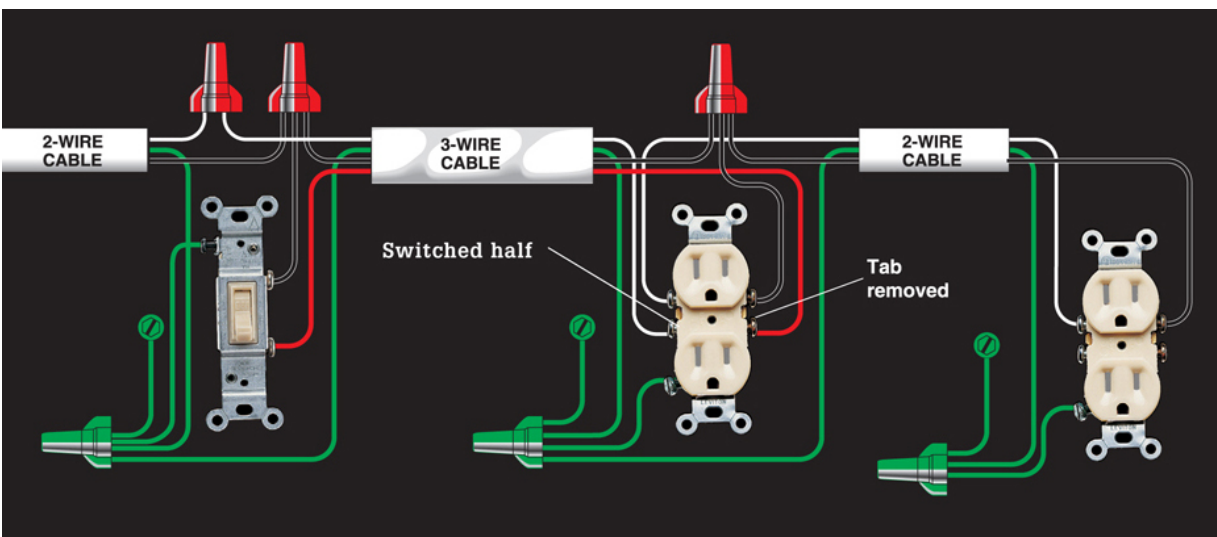 2-WIRE
CABLE
3-WIRE
CABLE
2-WIRE
CABLE
Switched half
Tab
removed